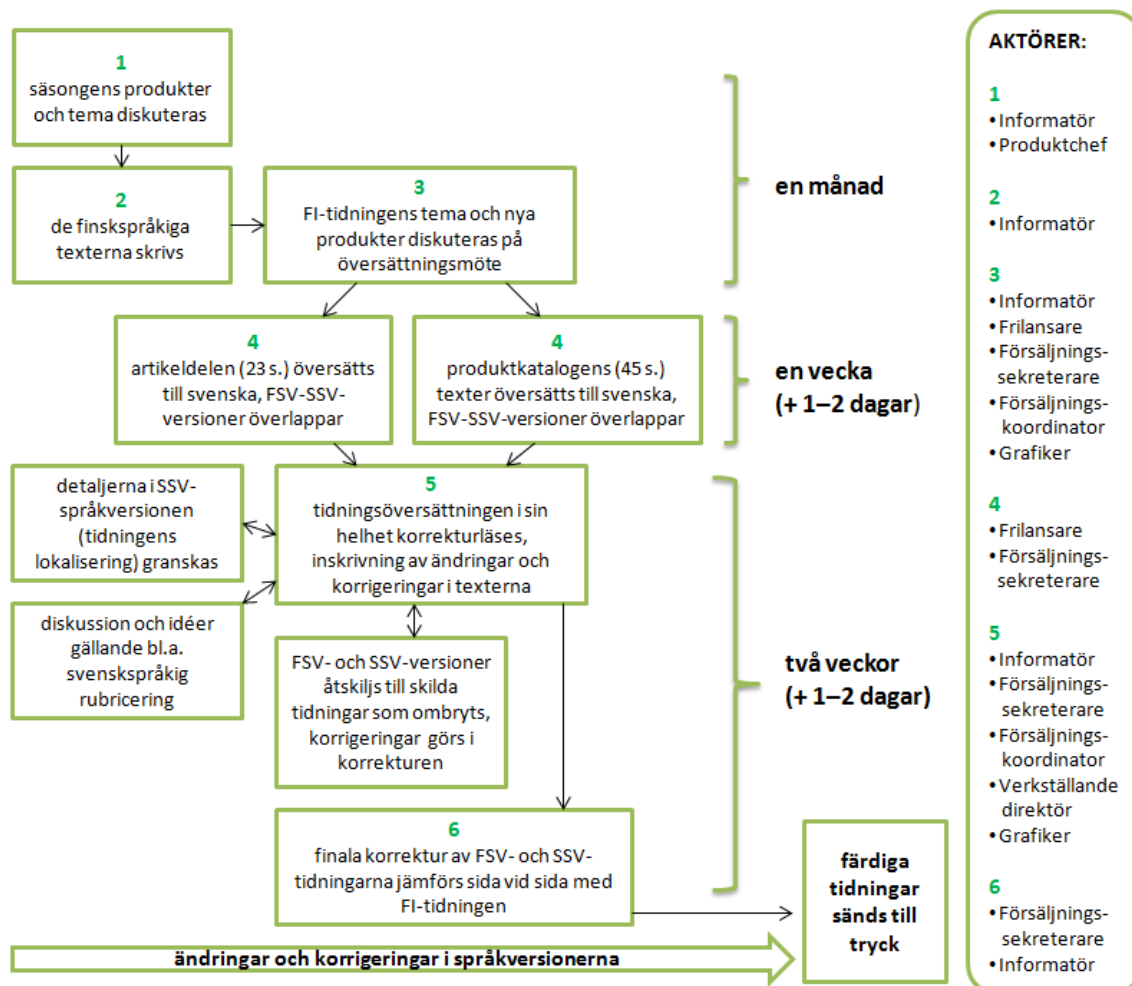 1
säsongens produkter
och tema diskuteras
2
de finskspråkiga
texterna skrivs
3
FI-tidningens tema och nya
produkter diskuteras på
översättningsmöte
4
artikeldelen (23 s.) översätts
till svenska, FSV-SSV-
versioner överlappar
4
produktkatalogens (45 s.)
texter översätts till svenska,
FSV-SSV-versioner överlappar
detaljerna i SSV-
språkversionen
(tidningens
lokalisering) granskas
5
tidningsöversättningen i sin
helhet korrekturläses,
inskrivning av ändringar och
korrigeringar i texterna
diskussion och idéer
gällande bl.a.
svenskspråkig
rubricering
FSV- och SSV-versioner
åtskiljs till skilda
tidningar som ombryts,
korrigeringar görs i
korrekturen
6
finala korrektur av FSV- och SSV-
tidningarna jämförs sida vid sida med
FI-tidningen
färdiga
tidningar
sänds till
tryck
ändringar och korrigeringar i språkversionerna
en månad
en vecka
(+ 1–2 dagar)
två veckor
(+ 1–2 dagar)
AKTÖRER:
1
• Informatör
• Produktchef
2
• Informatör
3
• Informatör
• Frilansare
• Försäljnings-
sekreterare
• Försäljnings-
koordinator
• Grafiker
4
• Frilansare
• Försäljnings-
sekreterare
5
• Informatör
• Försäljnings-
sekreterare
• Försäljnings-
koordinator
• Verkställande
direktör
• Grafiker
6
• Försäljnings-
sekreterare
• Informatör